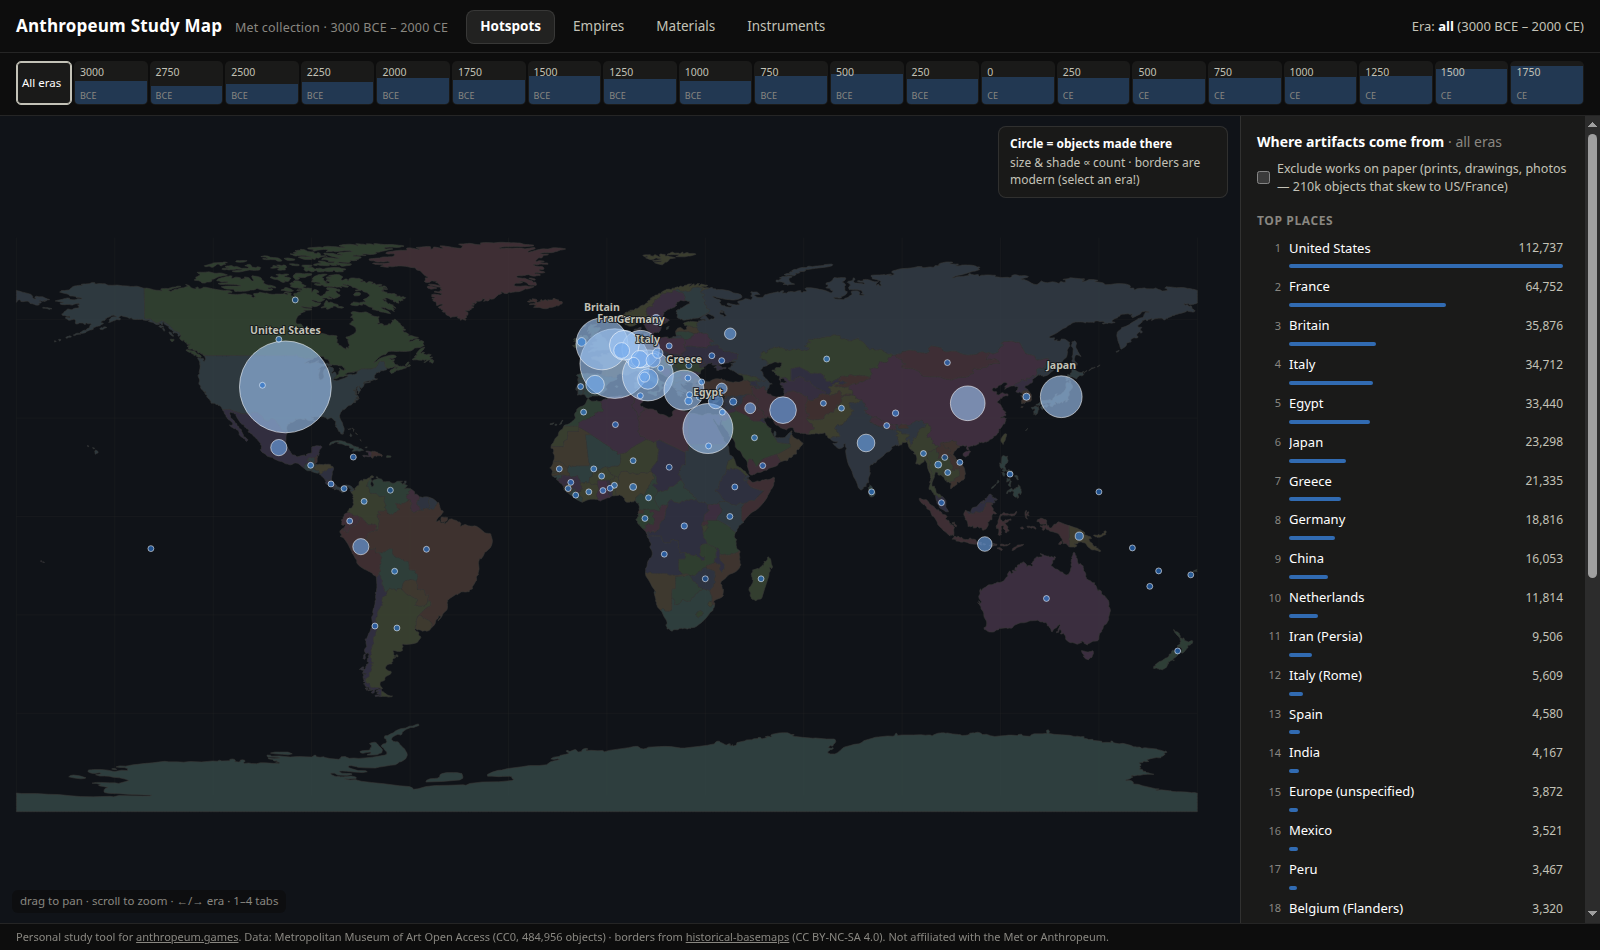 Anthropeum Study Map
Met collection · 3000 BCE – 2000 CE
Hotspots
Empires
Materials
Instruments
Era: all (3000 BCE – 2000 CE)
All eras
3000
BCE
2750
BCE
2500
BCE
2250
BCE
2000
BCE
1750
BCE
1500
BCE
1250
BCE
1000
BCE
750
BCE
500
BCE
250
BCE
0
CE
250
CE
500
CE
750
CE
1000
CE
1250
CE
1500
CE
1750
CE
Circle = objects made there
size & shade ∝ count · borders are
modern (select an era!)
Britain
Germany
United States
Italy
Greece
Japan
Egypt
drag to pan · scroll to zoom · ←/→ era · 1–4 tabs
Where artifacts come from · all eras
Exclude works on paper (prints, drawings, photos
— 210k objects that skew to US/France)
TOP PLACES
1 United States 112,737
2 France 64,752
3 Britain 35,876
4 Italy 34,712
5 Egypt 33,440
6 Japan 23,298
7 Greece 21,335
8 Germany 18,816
9 China 16,053
10 Netherlands 11,814
11 Iran (Persia) 9,506
12 Italy (Rome) 5,609
13 Spain 4,580
14 India 4,167
15 Europe (unspecified) 3,872
16 Mexico 3,521
17 Peru 3,467
18 Belgium (Flanders) 3,320
Personal study tool for anthropeum.games. Data: Metropolitan Museum of Art Open Access (CC0, 484,956 objects) · borders from historical-basemaps (CC BY-NC-SA 4.0). Not affiliated with the Met or Anthropeum.